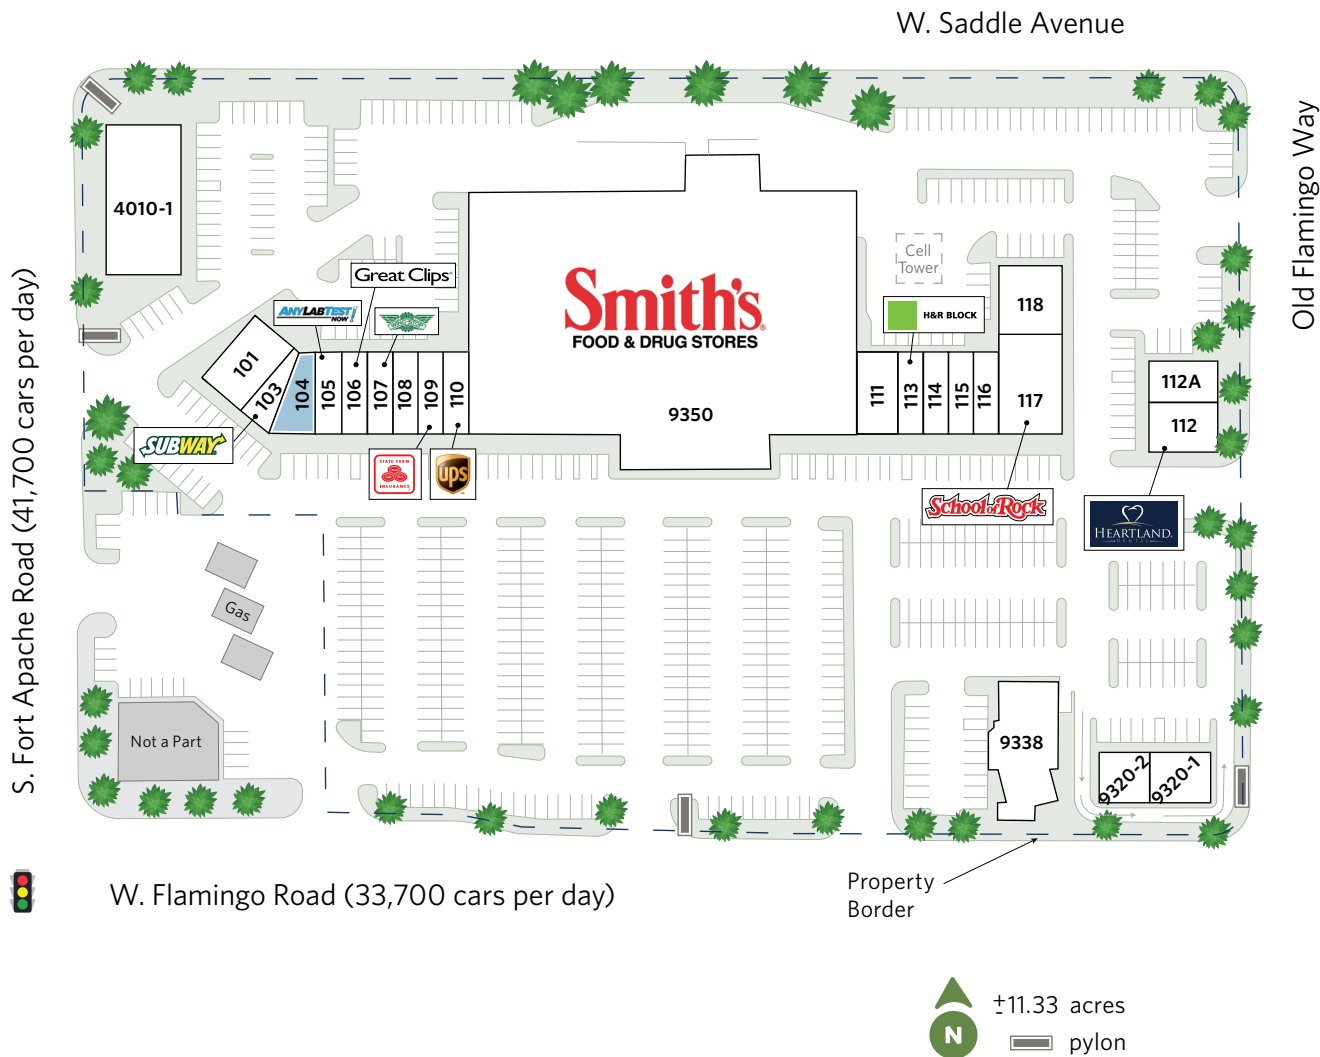 W. Saddle Avenue
Old Flamingo Way
S. Fort Apache Road (41,700 cars per day)
4010-1
Cell
Tower
Great Clips
ANYLABTEST!
NOW
H&R BLOCK
118
Smith's
FOOD & DRUG STORES
9350
101
103
104
105
106
107
108
109
110
111
113
114
115
116
117
112A
112
SUBWAY
STATE FARM
INSURANCE
ups
School of Rock
HEARTLAND
DENTAL
Gas
Not a Part
9338
9320-2
9320-1
W. Flamingo Road (33,700 cars per day)
Property
Border
N
±11.33 acres
pylon